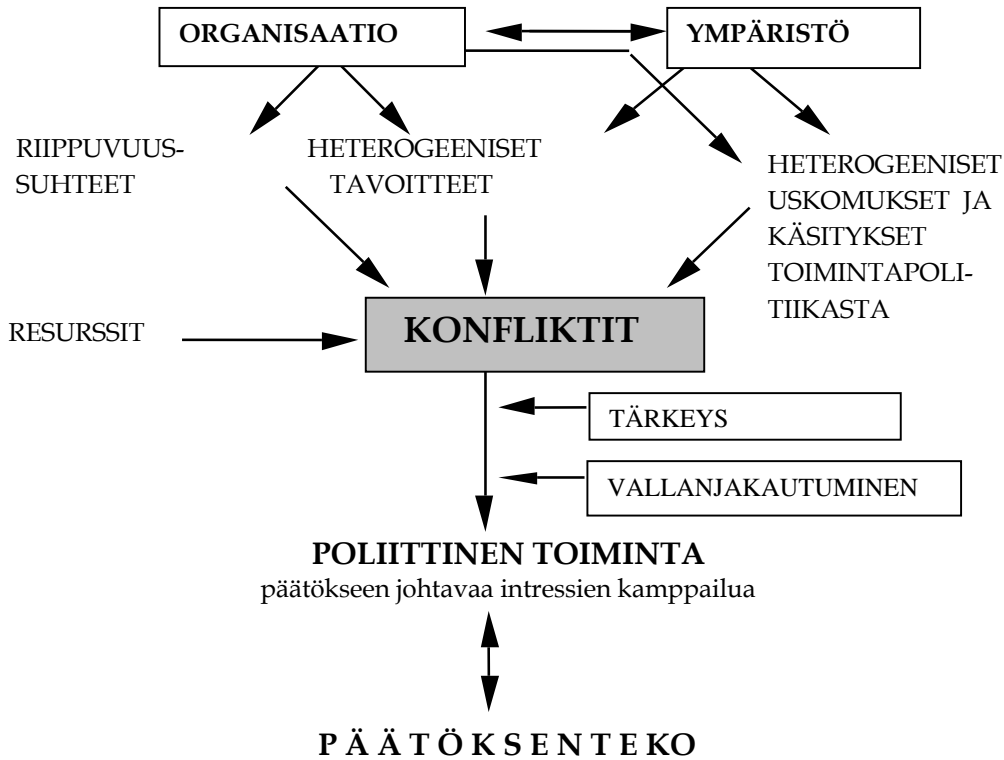 ORGANISAATIO
YMPÄRISTÖ
RIIPPUVUUS-
SUHTEET
HETEROGEENISET
TAVOITTEET
HETEROGEENISET
USKOMUKSET JA
KÄSITYKSET
TOIMINTAPOLI-
TIIKASTA
RESURSSIT
KONFLIKTIT
TÄRKEYS
VALLANJAKAUTUMINEN
POLIITTINEN TOIMINTA
päätökseen johtavaa intressien kamppailua
P Ä Ä T Ö K S E N T E KO